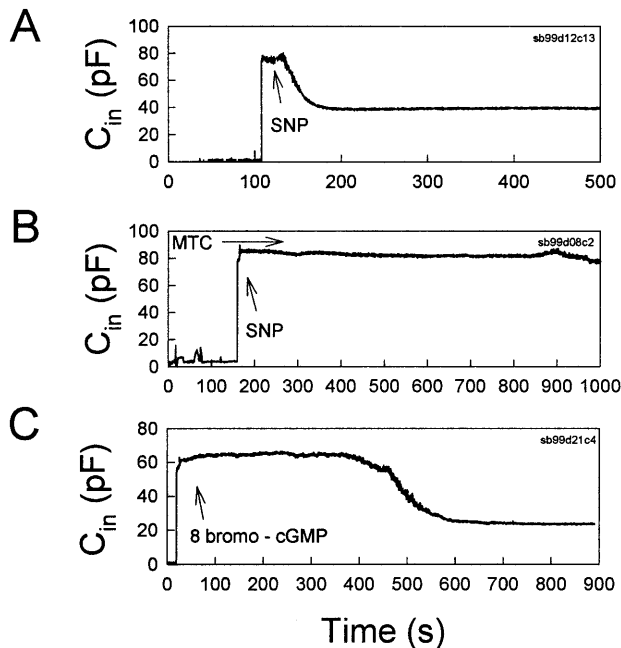 A
sb99d12c13
C_in (pF)
100
80
60
40
20
0
SNP
0 100 200 300 400 500
B
MTC
sb99d08c2
C_in (pF)
100
80
60
40
20
0
SNP
0 100 200 300 400 500 600 700 800 900 1000
C
sb99d21c4
C_in (pF)
80
60
40
20
0
8 bromo - cGMP
0 100 200 300 400 500 600 700 800 900
Time (s)